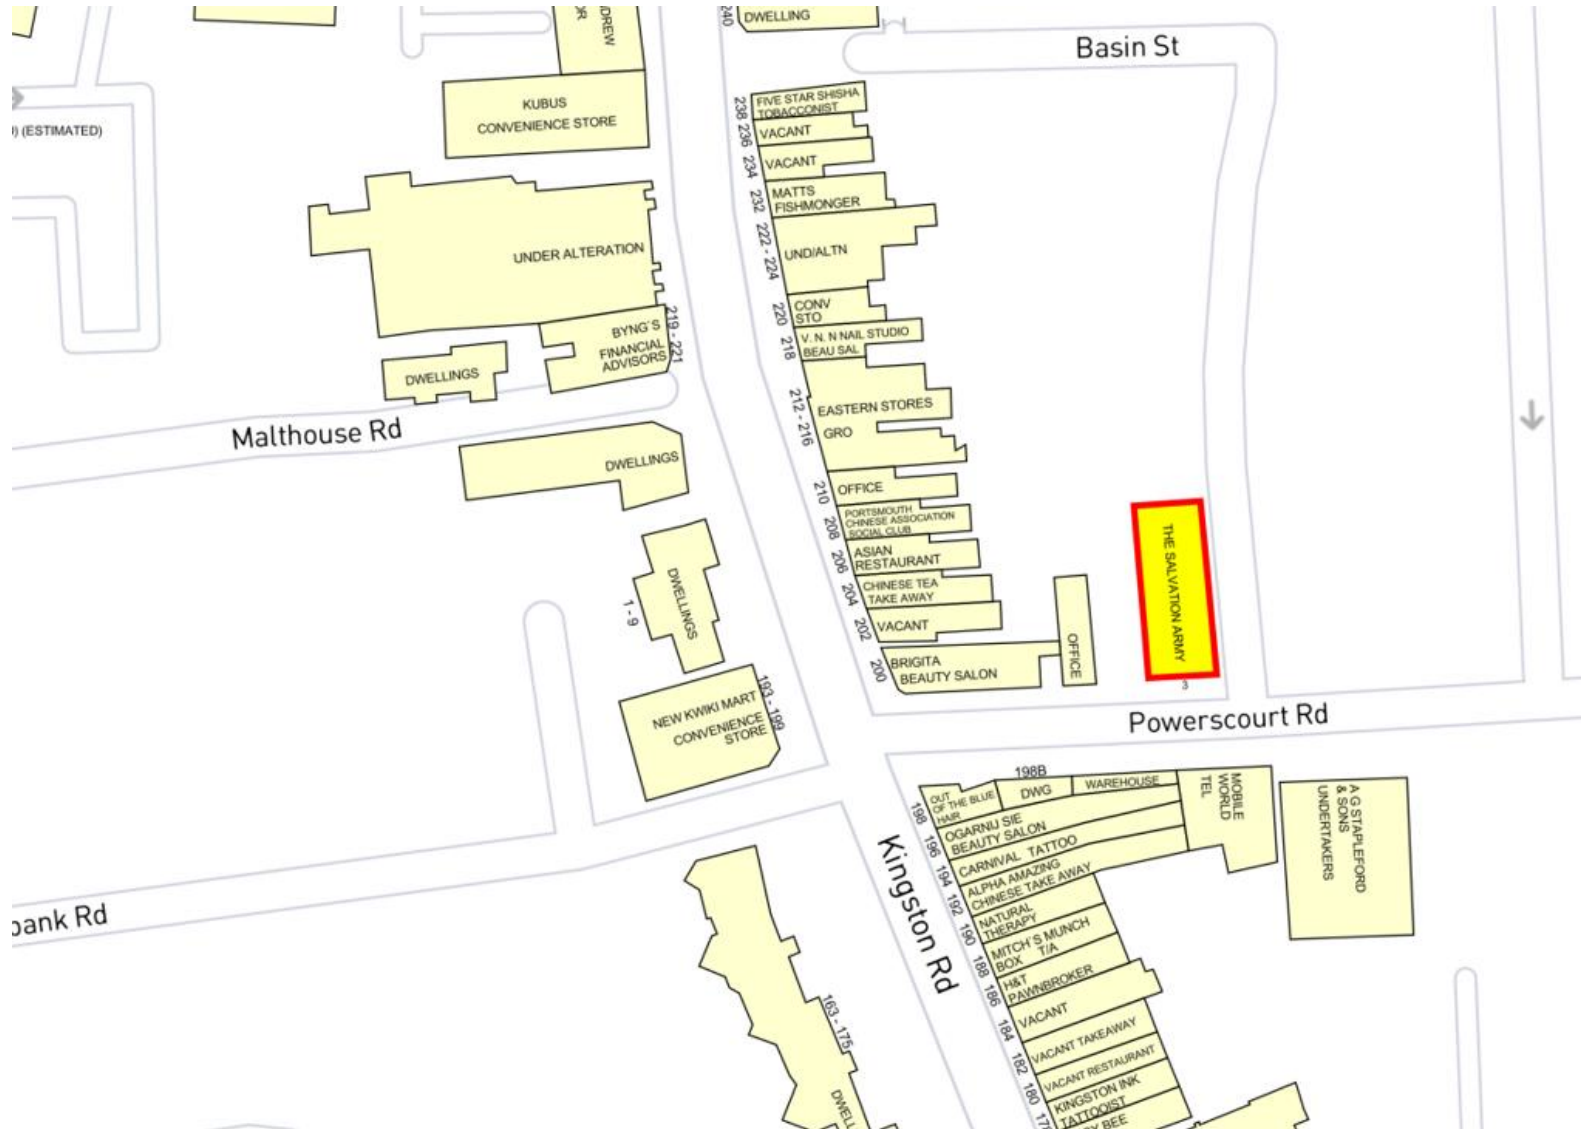 DWELLING
240
Basin St
KUBUS
CONVENIENCE STORE
(ESTIMATED)
238
FIVE STAR SHISHA
TOBACCONIST
236
VACANT
234
VACANT
232
MATTS
FISHMONGER
222 - 224
UND/ALTN
UNDER ALTERATION
220
CONV
STO
218
V. N. N NAIL STUDIO
BEAU SAL
219 - 221
BYNG'S
FINANCIAL
ADVISORS
DWELLINGS
212 - 216
EASTERN STORES
GRO
Malthouse Rd
DWELLINGS
210
OFFICE
208
PORTSMOUTH
CHINESE ASSOCIATION
SOCIAL CLUB
206
ASIAN
RESTAURANT
204
CHINESE TEA
TAKE AWAY
202
VACANT
200
BRIGITA
BEAUTY SALON
OFFICE
THE SALVATION ARMY
3
1 - 9
DWELLINGS
193 - 199
NEW KWIKI MART
CONVENIENCE
STORE
Powerscourt Rd
198B
198
OUT
OF THE BLUE
HAIR
DWG
WAREHOUSE
MOBILE
WORLD
TEL
A G STAPLEFORD
& SONS
UNDERTAKERS
196
OGARNIJ SIE
BEAUTY SALON
194
CARNIVAL TATTOO
192
ALPHA AMAZING
CHINESE TAKE AWAY
190
NATURAL
THERAPY
188
MITCH'S MUNCH
BOX T/A
186
H&T
PAWNBROKER
184
VACANT
182
VACANT TAKEAWAY
180
VACANT RESTAURANT
KINGSTON INK
TATTOOIST
BEE
Kingston Rd
bank Rd
163 - 175
DWELL